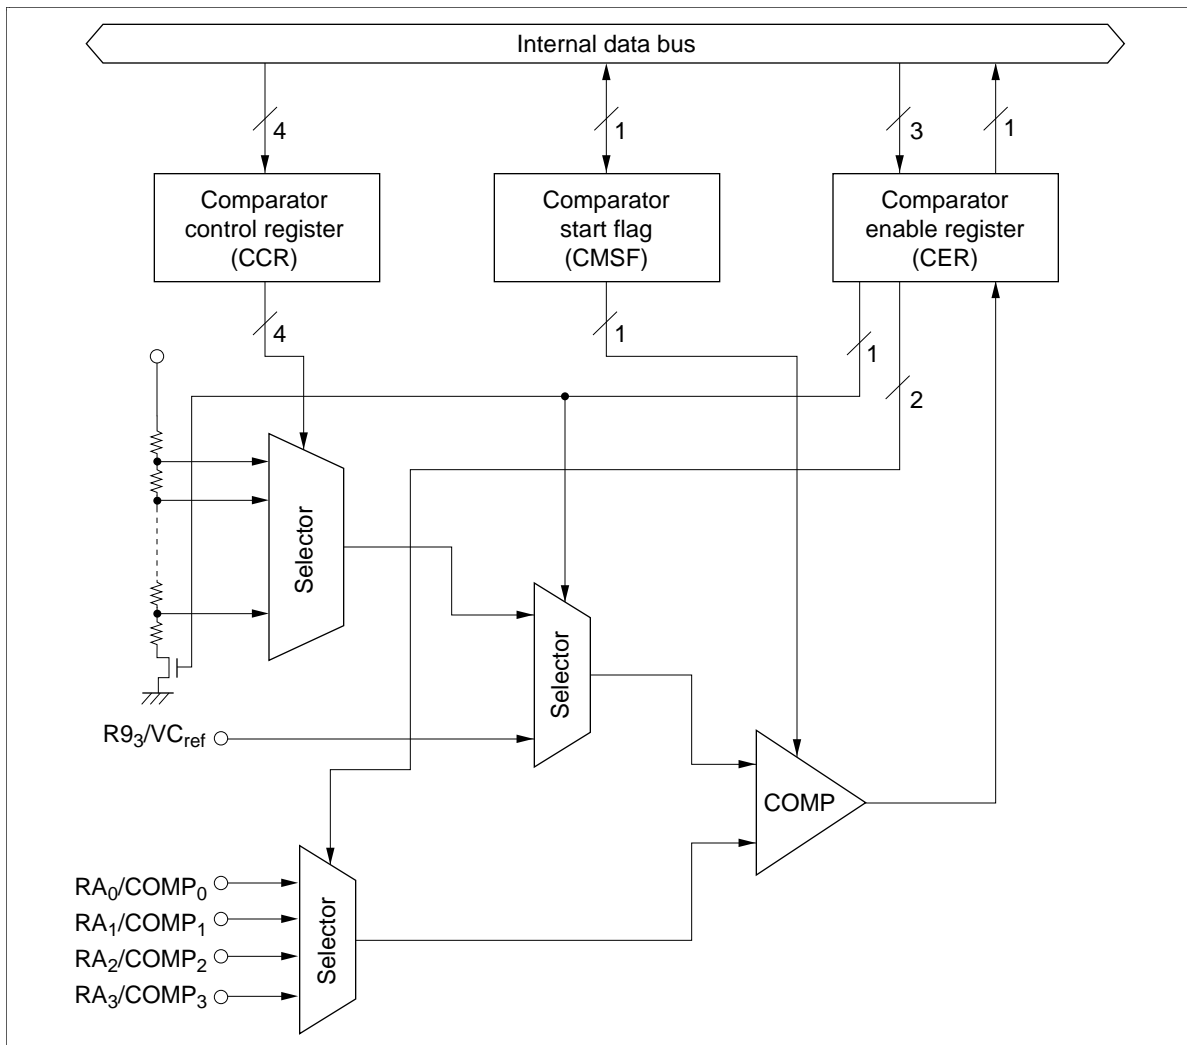 Internal data bus
4
1
3
1
Comparator
control register
(CCR)
Comparator
start flag
(CMSF)
Comparator
enable register
(CER)
4
1
1
2
Selector
Selector
R9₃/VCref
COMP
RA₀/COMP₀
RA₁/COMP₁
RA₂/COMP₂
RA₃/COMP₃
Selector